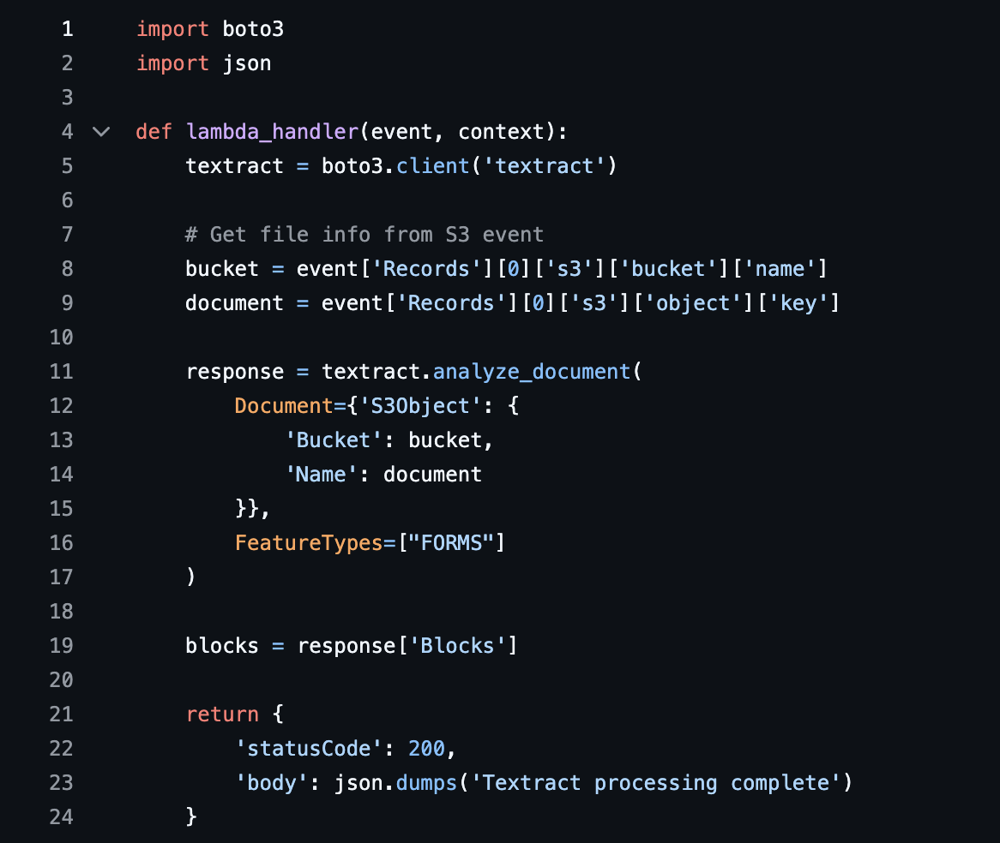 1 import boto3
2 import json
3
4 def lambda_handler(event, context):
5     textract = boto3.client('textract')
6
7     # Get file info from S3 event
8     bucket = event['Records'][0]['s3']['bucket']['name']
9     document = event['Records'][0]['s3']['object']['key']
10
11     response = textract.analyze_document(
12         Document={'S3Object': {
13             'Bucket': bucket,
14             'Name': document
15         }},
16         FeatureTypes=["FORMS"]
17     )
18
19     blocks = response['Blocks']
20
21     return {
22         'statusCode': 200,
23         'body': json.dumps('Textract processing complete')
24     }